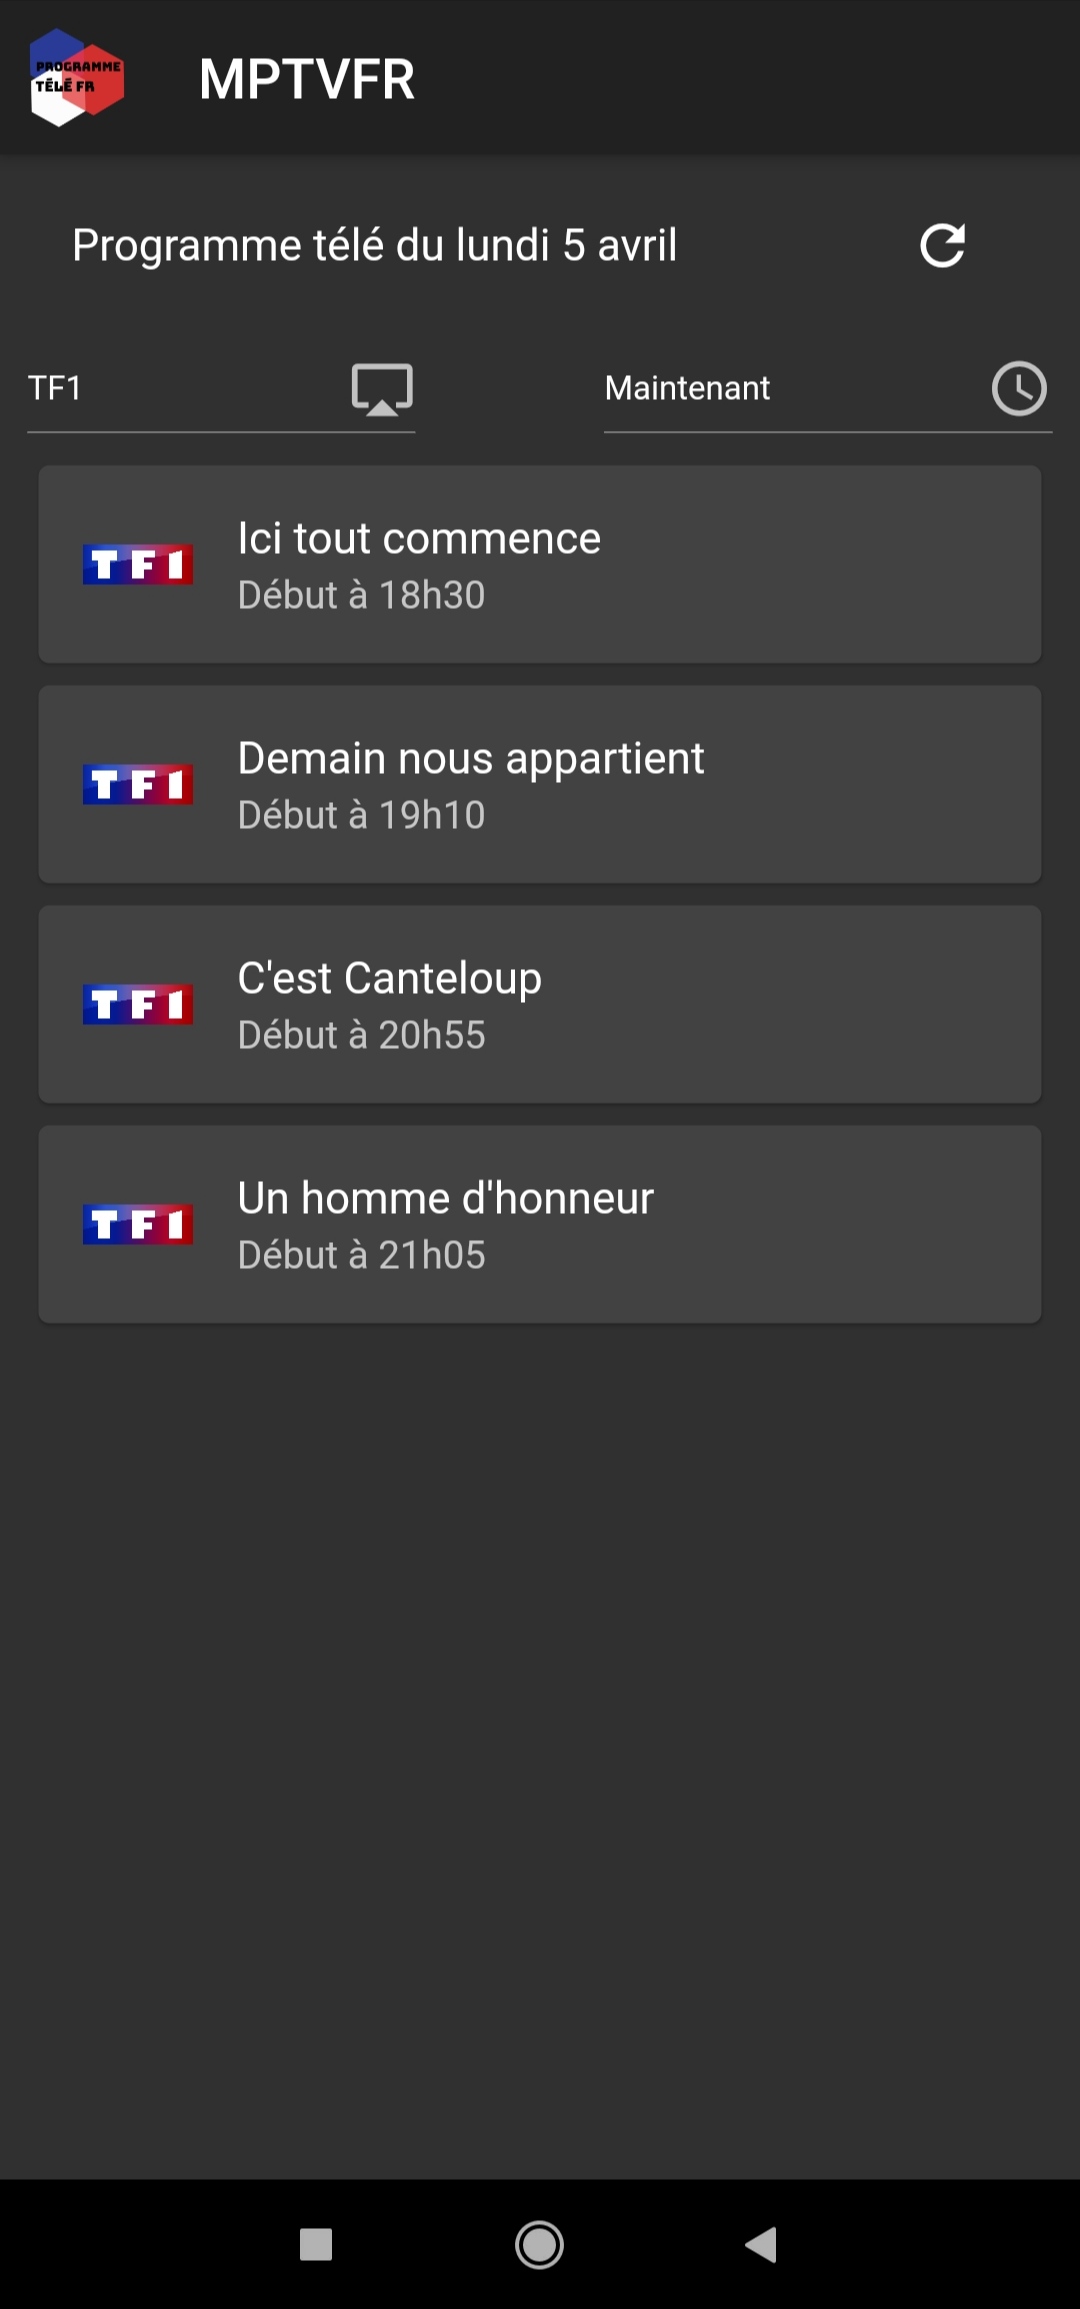 PROGRAMME
TÉLÉ FR
MPTVFR
Programme télé du lundi 5 avril
TF1
Maintenant
TF1
Ici tout commence
Début à 18h30
TF1
Demain nous appartient
Début à 19h10
TF1
C'est Canteloup
Début à 20h55
TF1
Un homme d'honneur
Début à 21h05